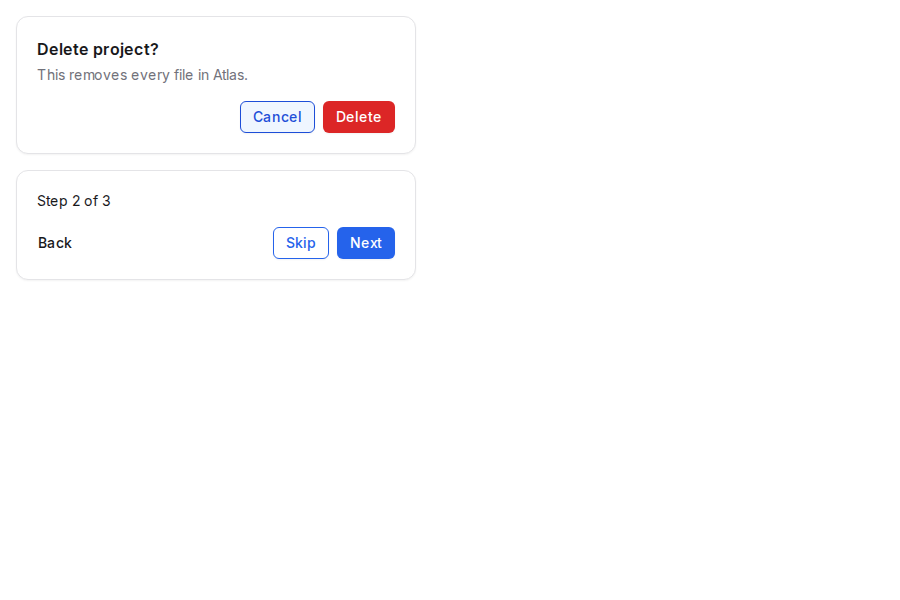 Delete project?
This removes every file in Atlas.
Cancel Delete
Step 2 of 3
Back Skip Next